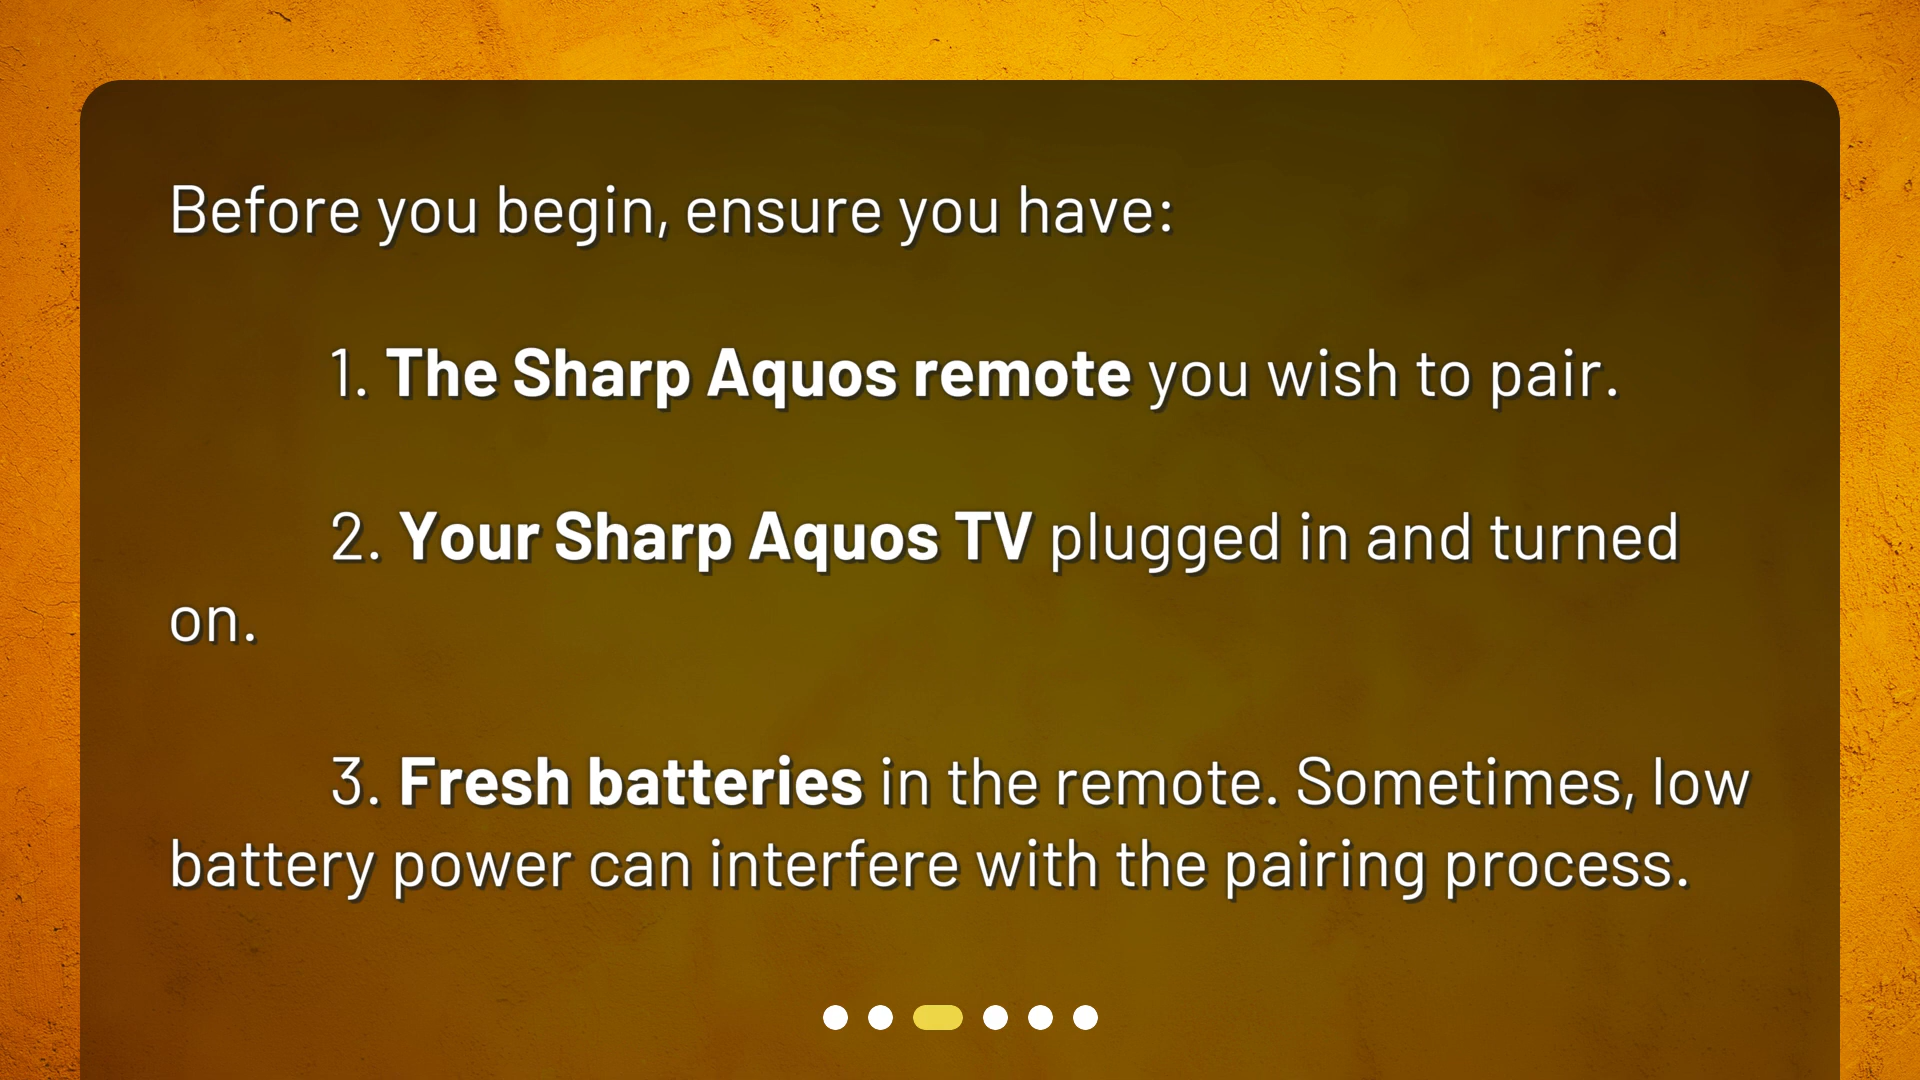 Before you begin, ensure you have:
1. The Sharp Aquos remote you wish to pair.
2. Your Sharp Aquos TV plugged in and turned
on.
3. Fresh batteries in the remote. Sometimes, low
battery power can interfere with the pairing process.